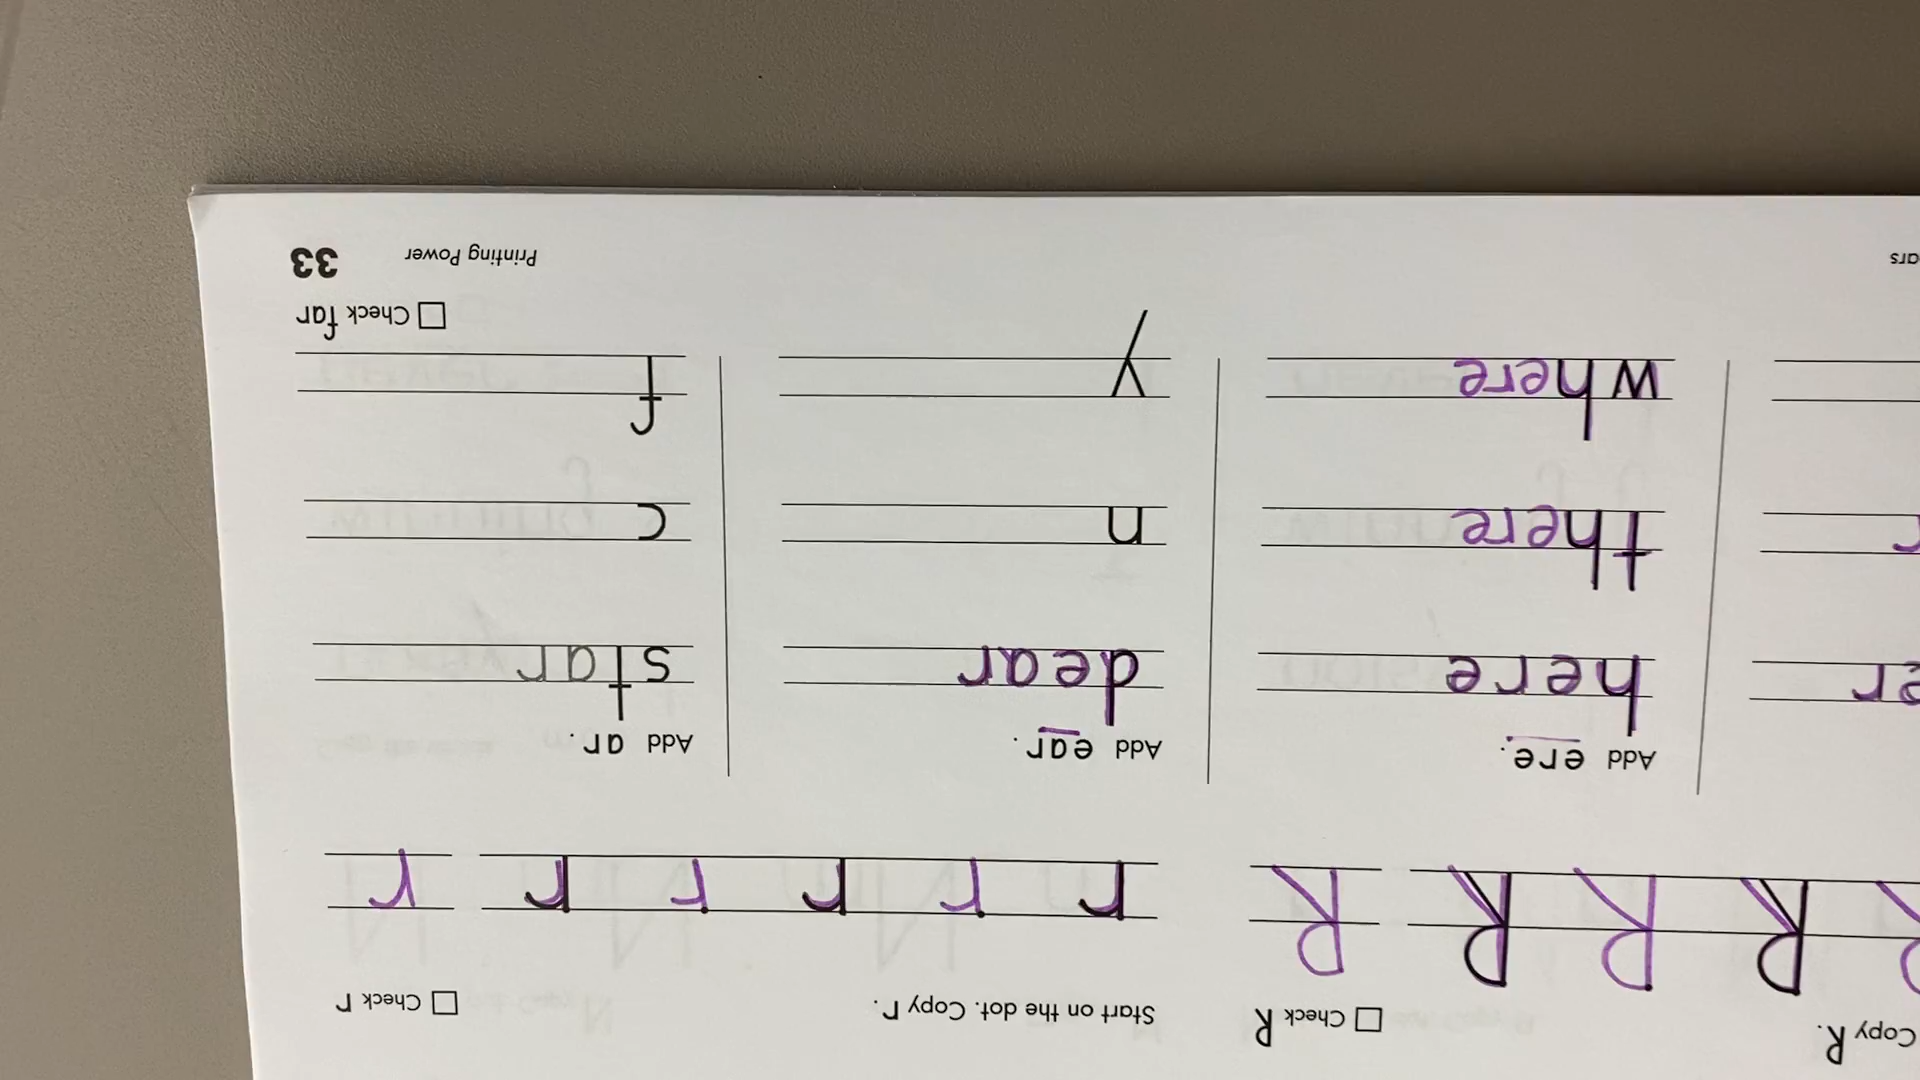 Copy R.
Check R
Start on the dot. Copy r.
Check r
R R R R R
r r r r r r
er
Add ere.
here
there
where
Add ear.
dear
n
y
Add ar.
star
c
f
Check far
Printing Power 33